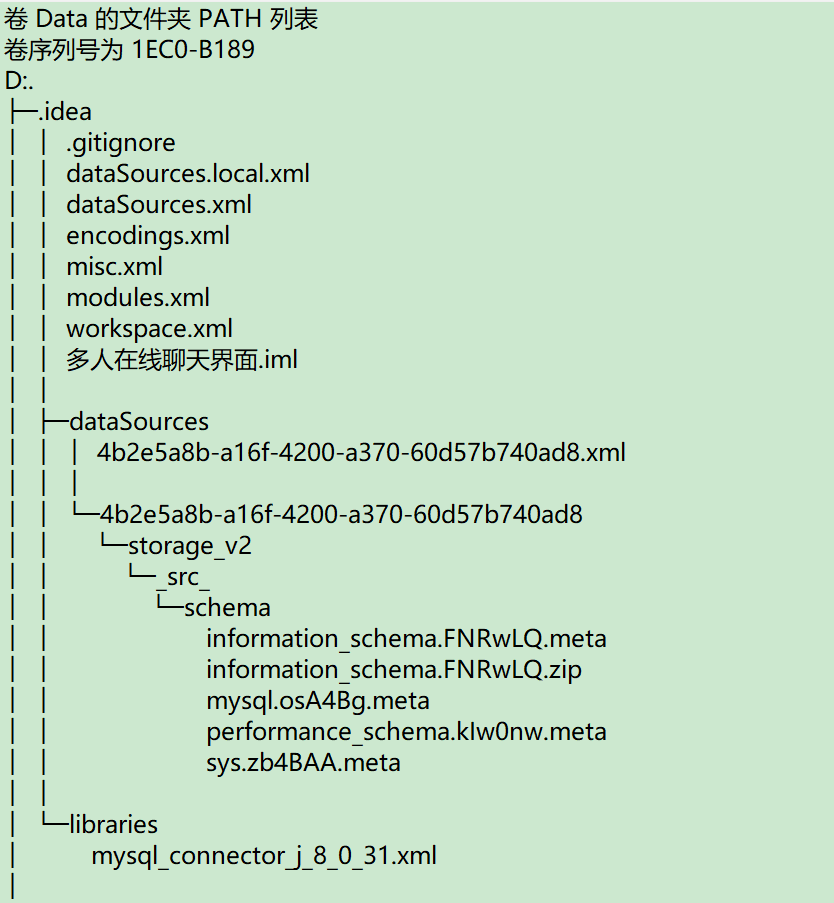 卷 Data 的文件夹 PATH 列表
卷序列号为 1EC0-B189
D:.
├─.idea
│  │  .gitignore
│  │  dataSources.local.xml
│  │  dataSources.xml
│  │  encodings.xml
│  │  misc.xml
│  │  modules.xml
│  │  workspace.xml
│  │  多人在线聊天界面.iml
│  │
│  ├─dataSources
│  │  │  4b2e5a8b-a16f-4200-a370-60d57b740ad8.xml
│  │  │
│  │  └─4b2e5a8b-a16f-4200-a370-60d57b740ad8
│  │      └─storage_v2
│  │          └─_src_
│  │              └─schema
│  │                      information_schema.FNRwLQ.meta
│  │                      information_schema.FNRwLQ.zip
│  │                      mysql.osA4Bg.meta
│  │                      performance_schema.kIw0nw.meta
│  │                      sys.zb4BAA.meta
│  │
│  └─libraries
│          mysql_connector_j_8_0_31.xml
│